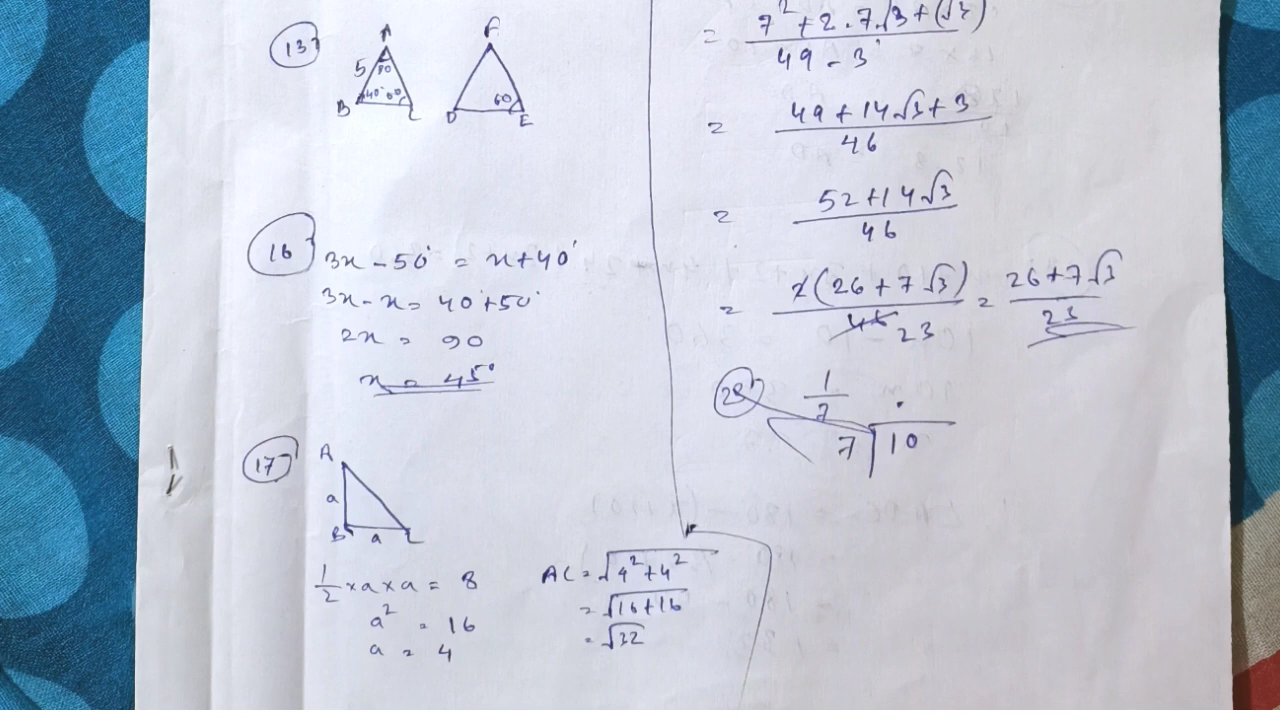 13)
A
5
80
B 40° 60° C
F
60
D E
16) 3x - 50° = x + 40°
3x - x = 40° + 50°
2x = 90
x = 45°
17)
A
a
B a C
1/2 × a × a = 8
a² = 16
a = 4
AC = √(4² + 4²)
= √(16 + 16)
= √32
= (7² + 2 · 7√3 + (√3)) / (49 - 3)
= (49 + 14√3 + 3) / 46
= (52 + 14√3) / 46
= 2(26 + 7√3) / 46 23 = (26 + 7√3) / 23
28) 1/7
7 10